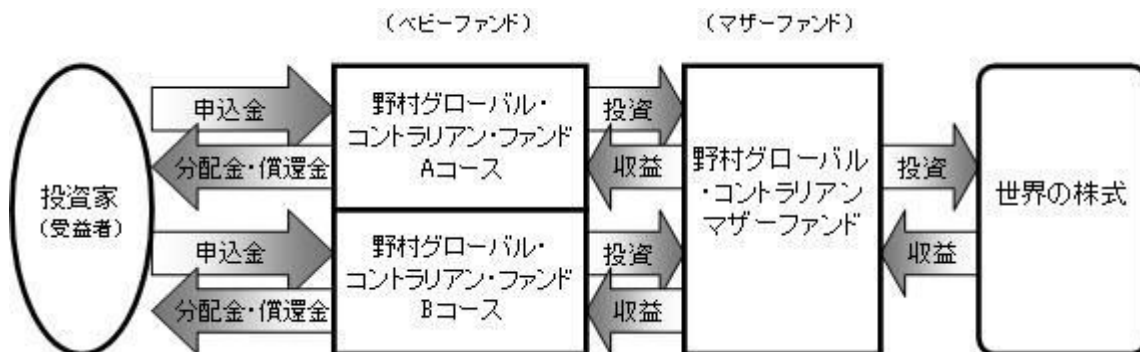 (ベビーファンド)
(マザーファンド)
投資家
(受益者)
申込金
分配金・償還金
申込金
分配金・償還金
野村グローバル・
コントラリアン・ファンド
Aコース
野村グローバル・
コントラリアン・ファンド
Bコース
投資
収益
投資
収益
野村グローバル
・コントラリアン
マザーファンド
投資
収益
世界の株式